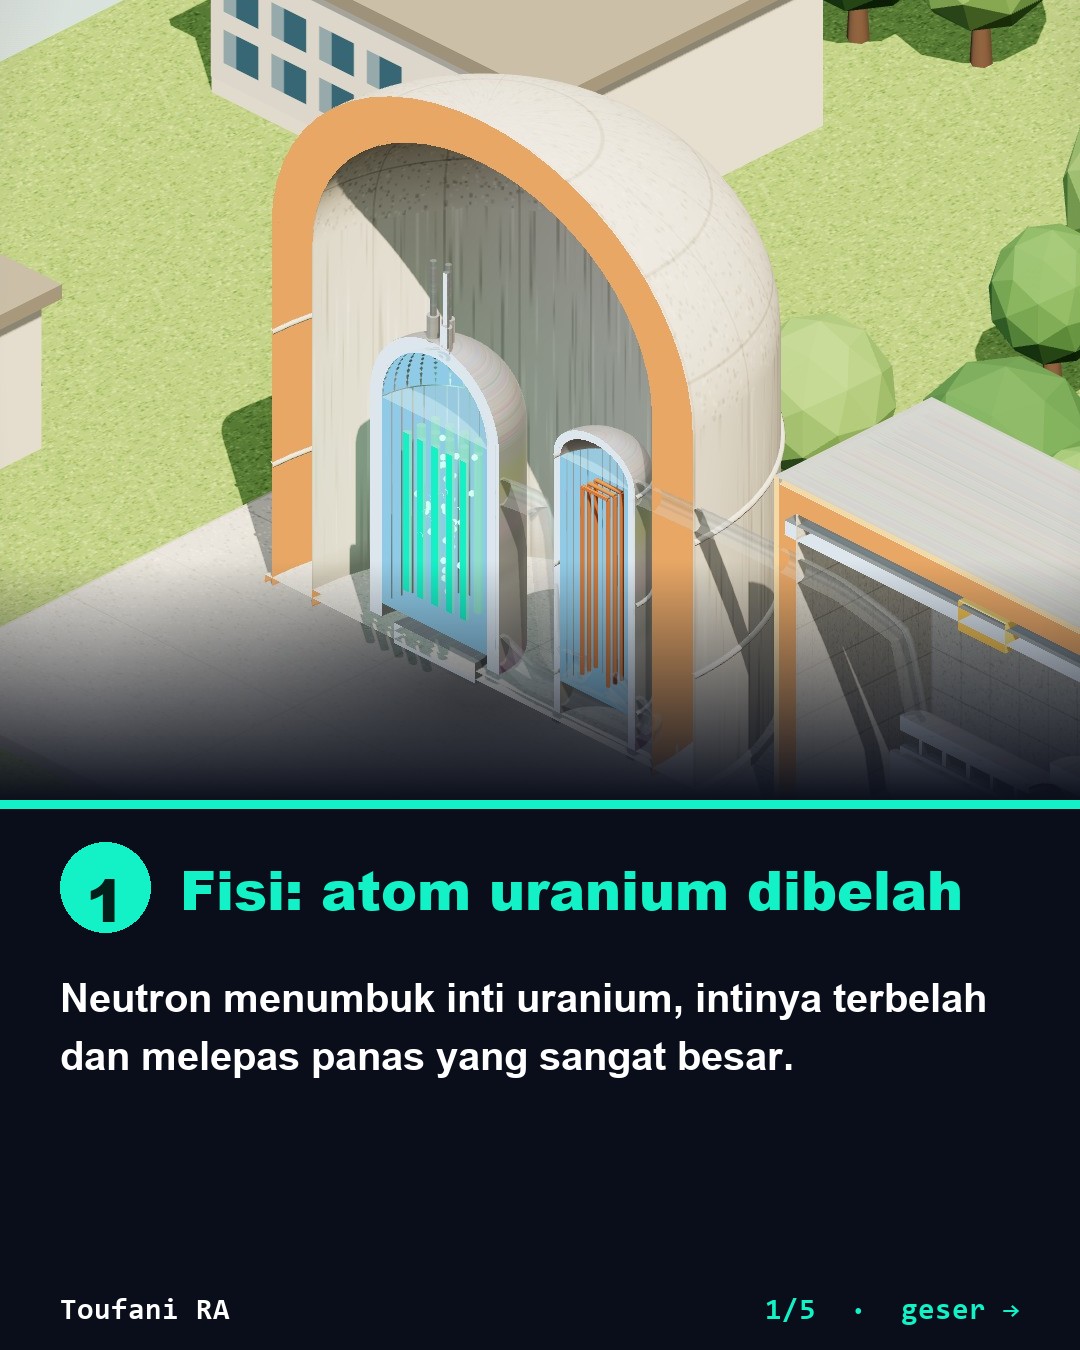 1
Fisi: atom uranium dibelah
Neutron menumbuk inti uranium, intinya terbelah
dan melepas panas yang sangat besar.
Toufani RA
1/5 · geser →